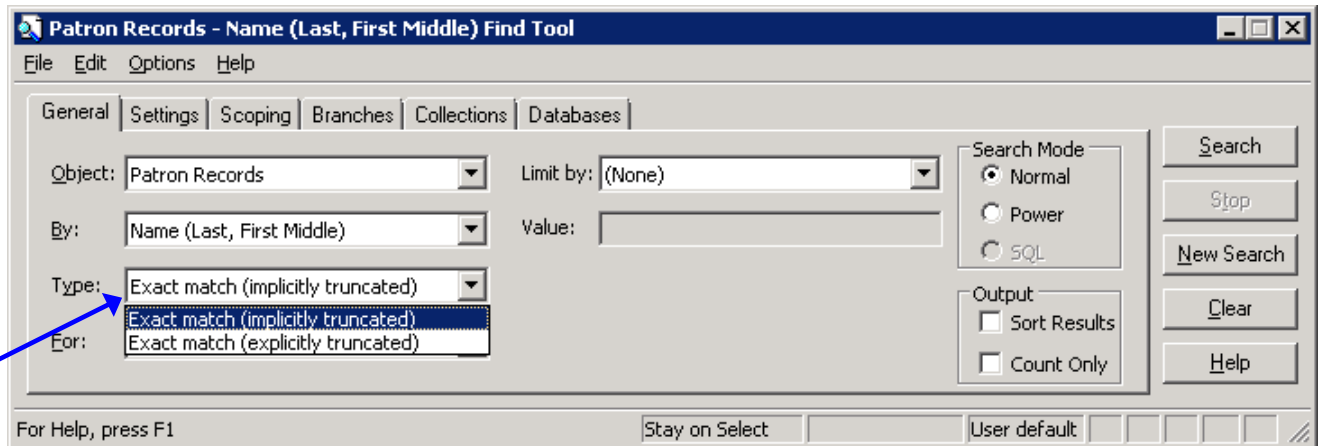 Patron Records - Name (Last, First Middle) Find Tool
File Edit Options Help
General Settings Scoping Branches Collections Databases
Object: Patron Records
By: Name (Last, First Middle)
Type: Exact match (implicitly truncated)
Exact match (implicitly truncated)
Exact match (explicitly truncated)
For:
Limit by: (None)
Value:
Search Mode
Normal
Power
SQL
Output
Sort Results
Count Only
Search
Stop
New Search
Clear
Help
For Help, press F1
Stay on Select
User default